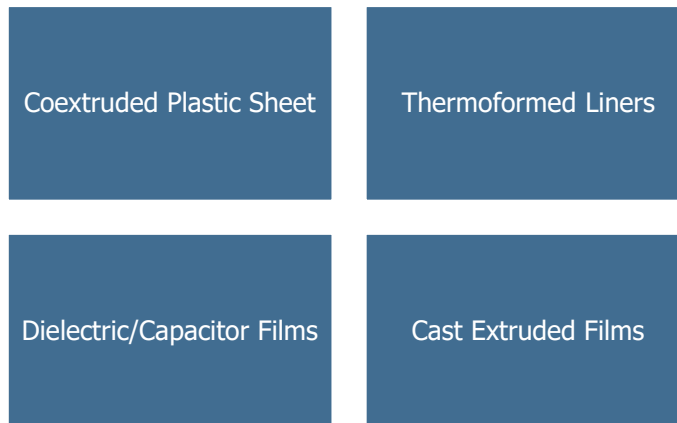 Coextruded Plastic Sheet
Thermoformed Liners
Dielectric/Capacitor Films
Cast Extruded Films